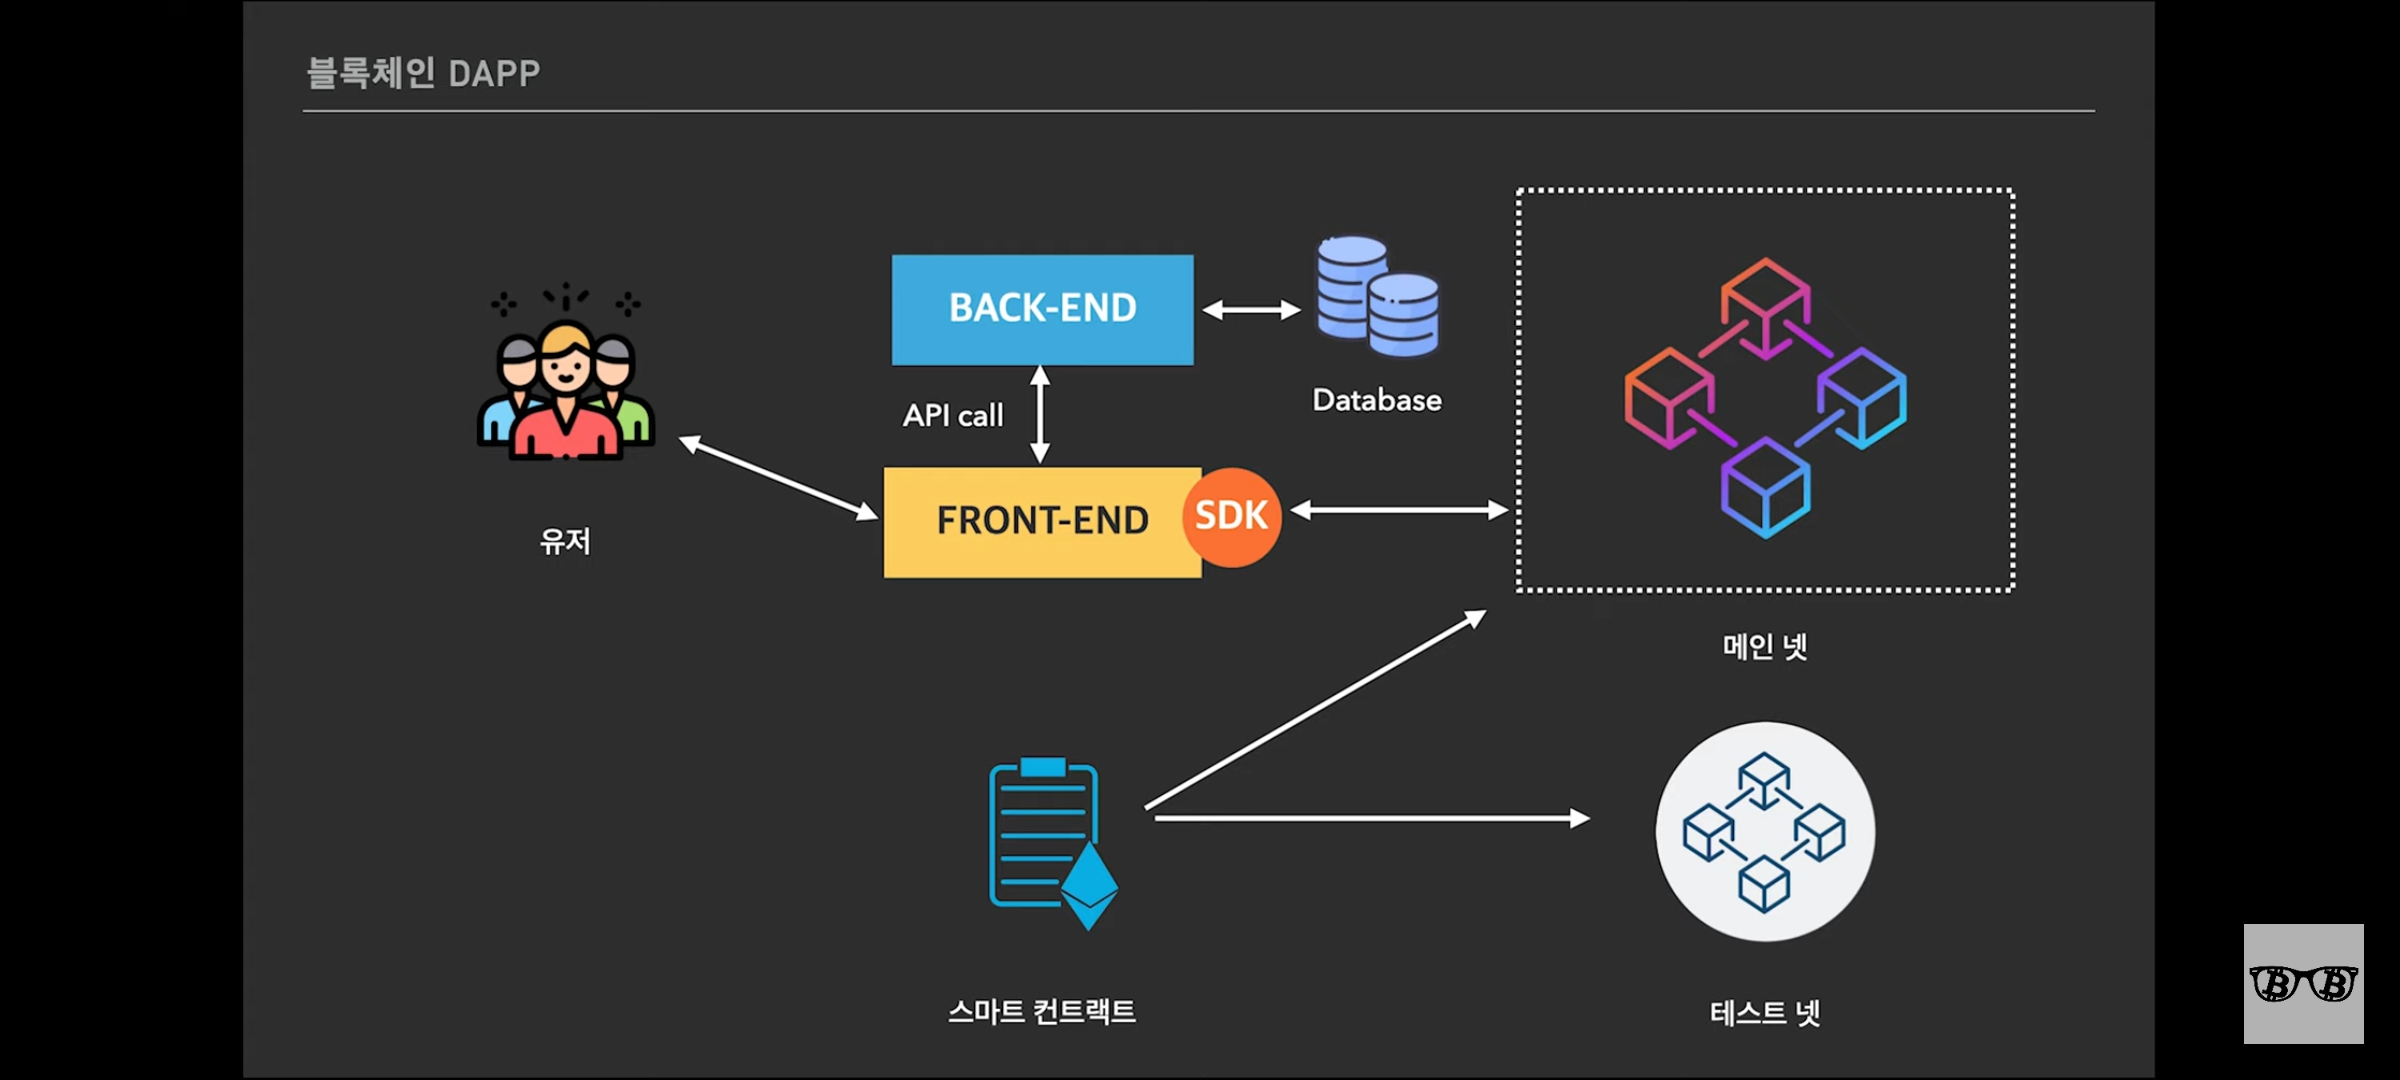 블록체인 DAPP
BACK-END
Database
API call
FRONT-END
SDK
유저
메인 넷
스마트 컨트랙트
테스트 넷